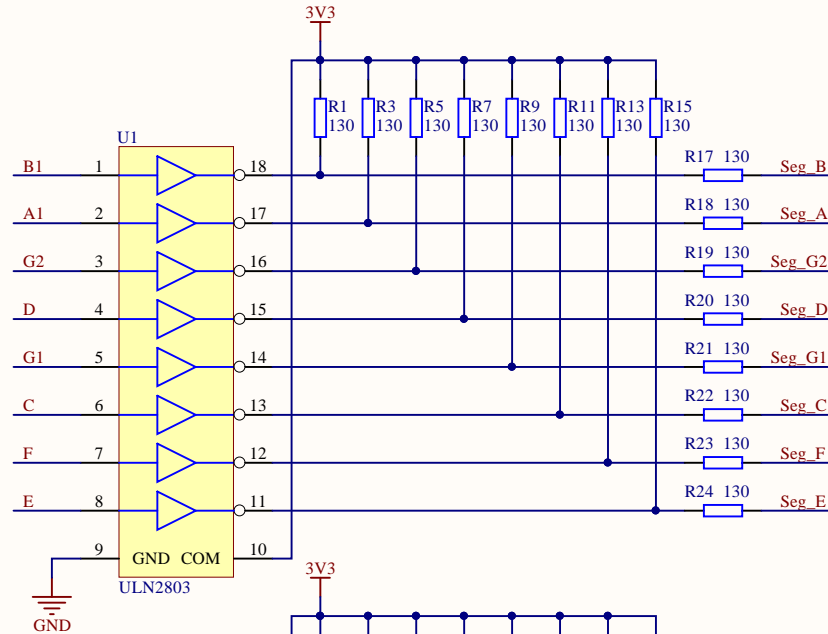 3V3
R1 R3 R5 R7 R9 R11 R13 R15
130 130 130 130 130 130 130 130
U1
B1 1 18 R17 130 Seg_B
A1 2 17 R18 130 Seg_A
G2 3 16 R19 130 Seg_G2
D 4 15 R20 130 Seg_D
G1 5 14 R21 130 Seg_G1
C 6 13 R22 130 Seg_C
F 7 12 R23 130 Seg_F
E 8 11 R24 130 Seg_E
9 GND COM 10
ULN2803
GND
3V3